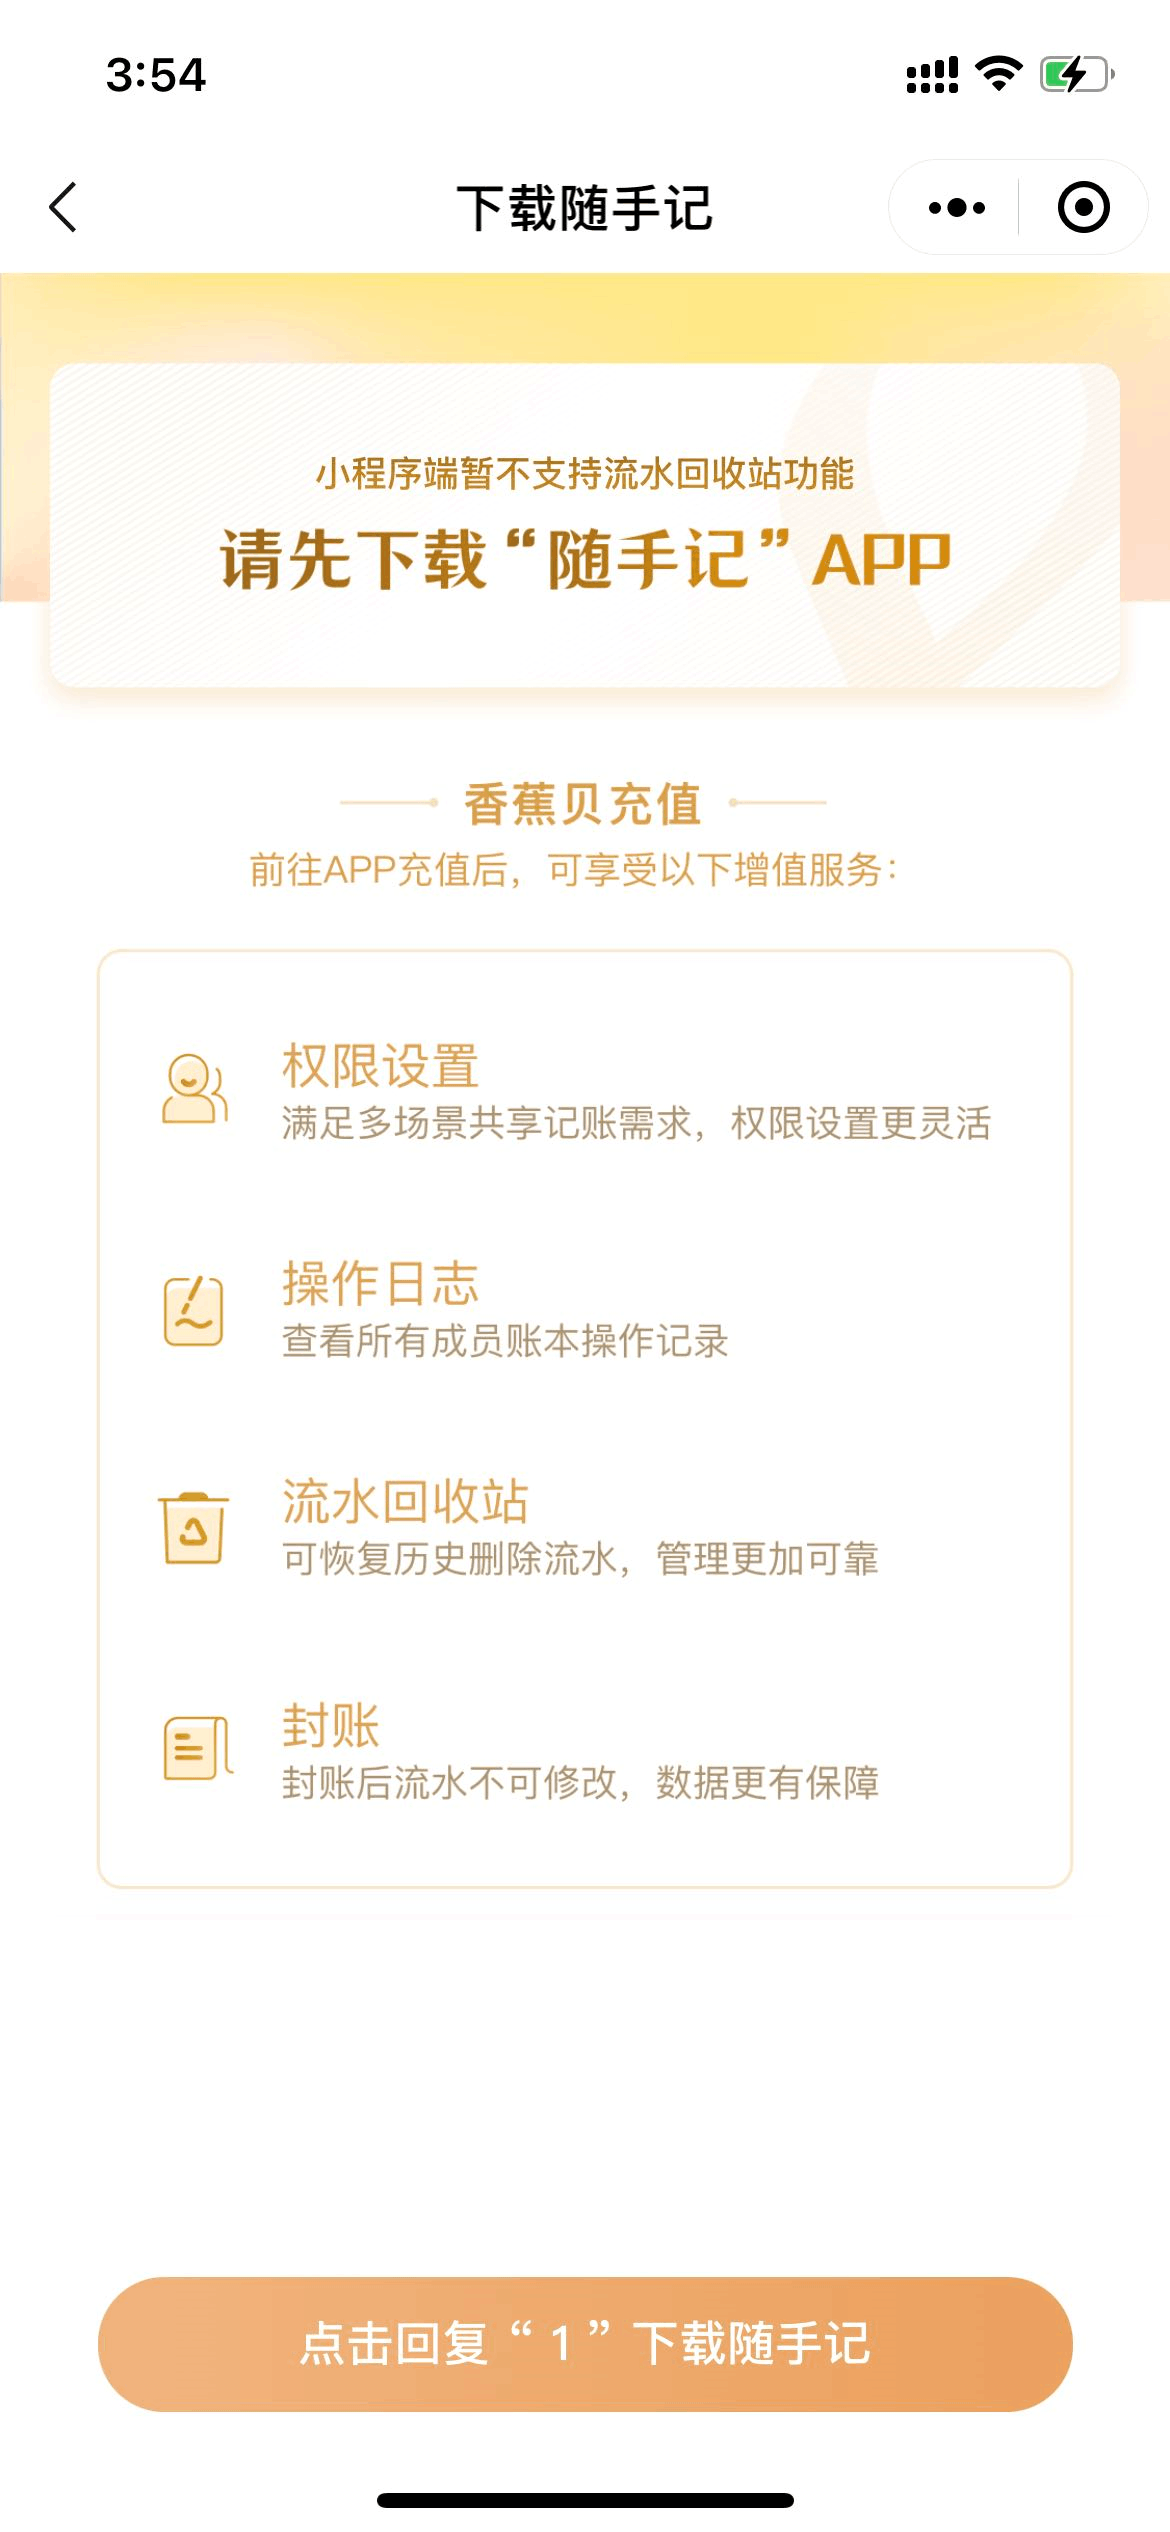 3:54
下载随手记
小程序端暂不支持流水回收站功能
请先下载“随手记”APP
香蕉贝充值
前往APP充值后，可享受以下增值服务：
权限设置
满足多场景共享记账需求，权限设置更灵活
操作日志
查看所有成员账本操作记录
流水回收站
可恢复历史删除流水，管理更加可靠
封账
封账后流水不可修改，数据更有保障
点击回复“1”下载随手记